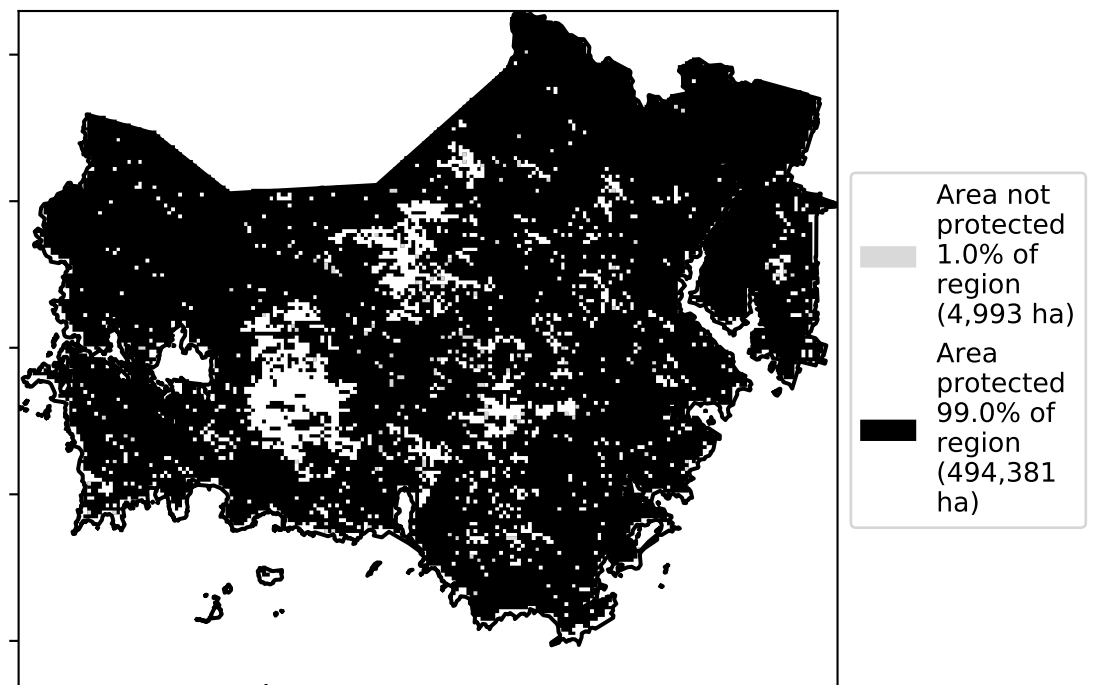 Area not
protected
1.0% of
region
(4,993 ha)
Area
protected
99.0% of
region
(494,381
ha)